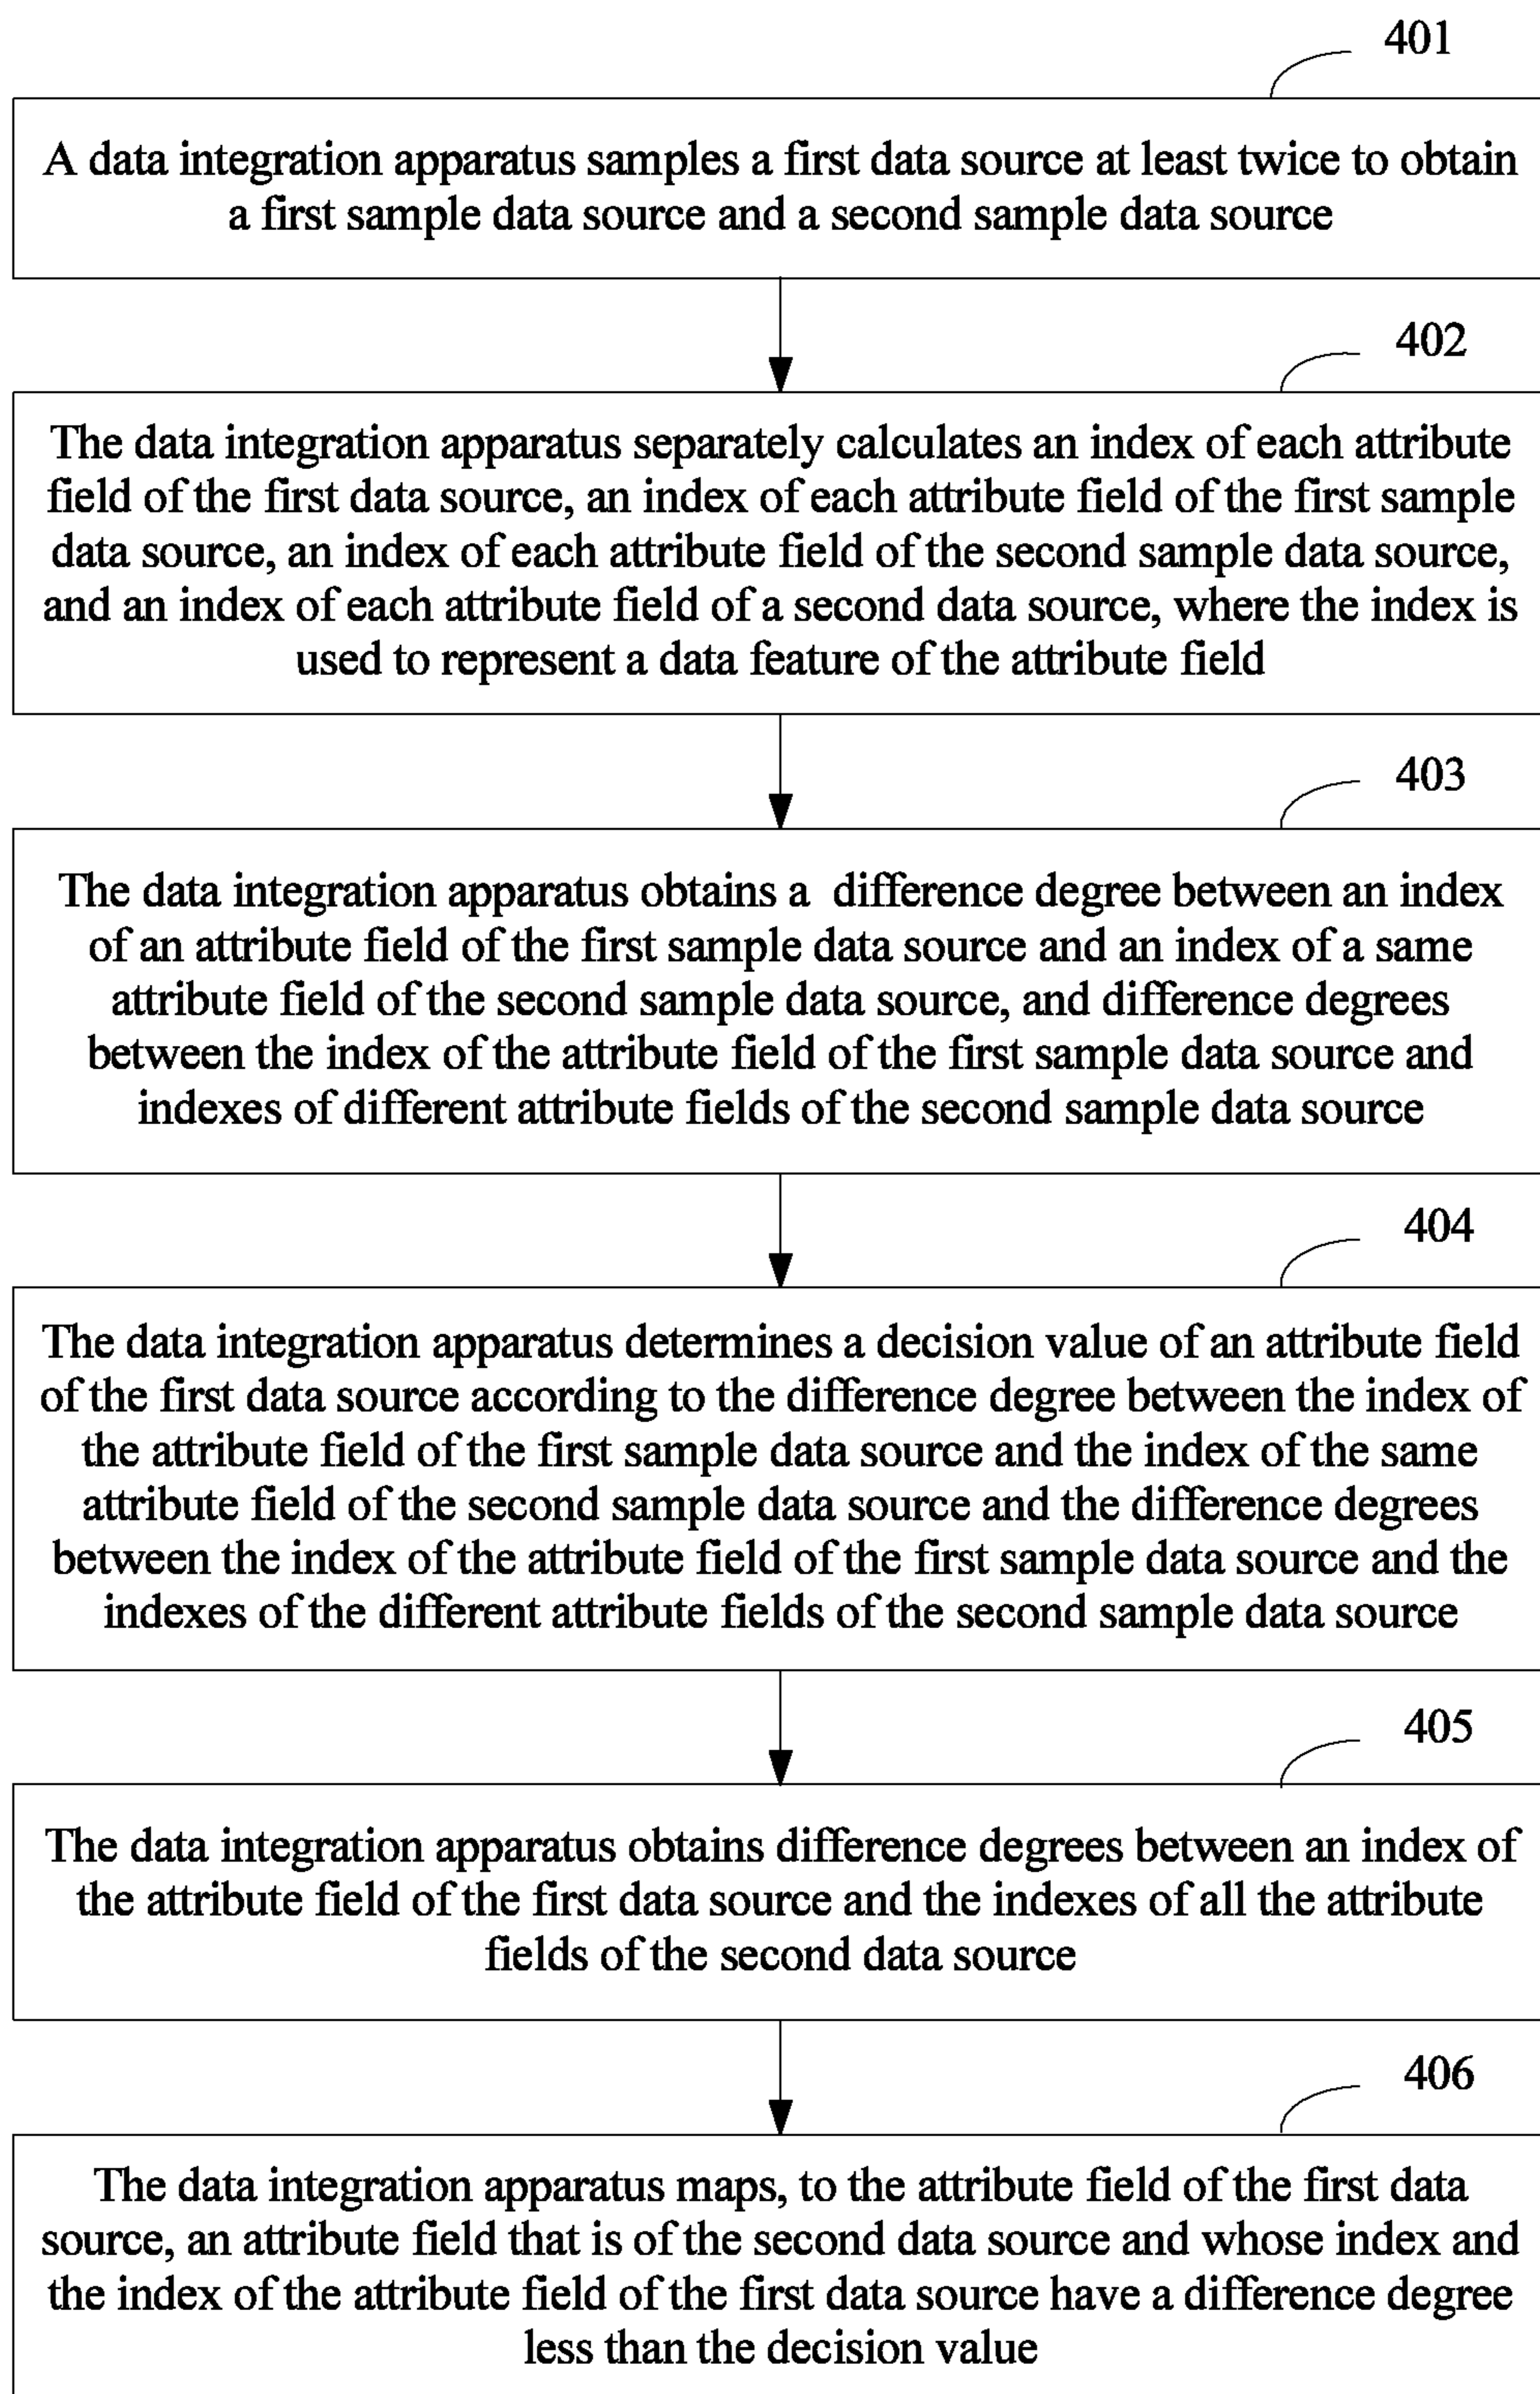 401
A data integration apparatus samples a first data source at least twice to obtain
a first sample data source and a second sample data source
402
The data integration apparatus separately calculates an index of each attribute
field of the first data source, an index of each attribute field of the first sample
data source, an index of each attribute field of the second sample data source,
and an index of each attribute field of a second data source, where the index is
used to represent a data feature of the attribute field
403
The data integration apparatus obtains a difference degree between an index
of an attribute field of the first sample data source and an index of a same
attribute field of the second sample data source, and difference degrees
between the index of the attribute field of the first sample data source and
indexes of different attribute fields of the second sample data source
404
The data integration apparatus determines a decision value of an attribute field
of the first data source according to the difference degree between the index of
the attribute field of the first sample data source and the index of the same
attribute field of the second sample data source and the difference degrees
between the index of the attribute field of the first sample data source and the
indexes of the different attribute fields of the second sample data source
405
The data integration apparatus obtains difference degrees between an index of
the attribute field of the first data source and the indexes of all the attribute
fields of the second data source
406
The data integration apparatus maps, to the attribute field of the first data
source, an attribute field that is of the second data source and whose index and
the index of the attribute field of the first data source have a difference degree
less than the decision value